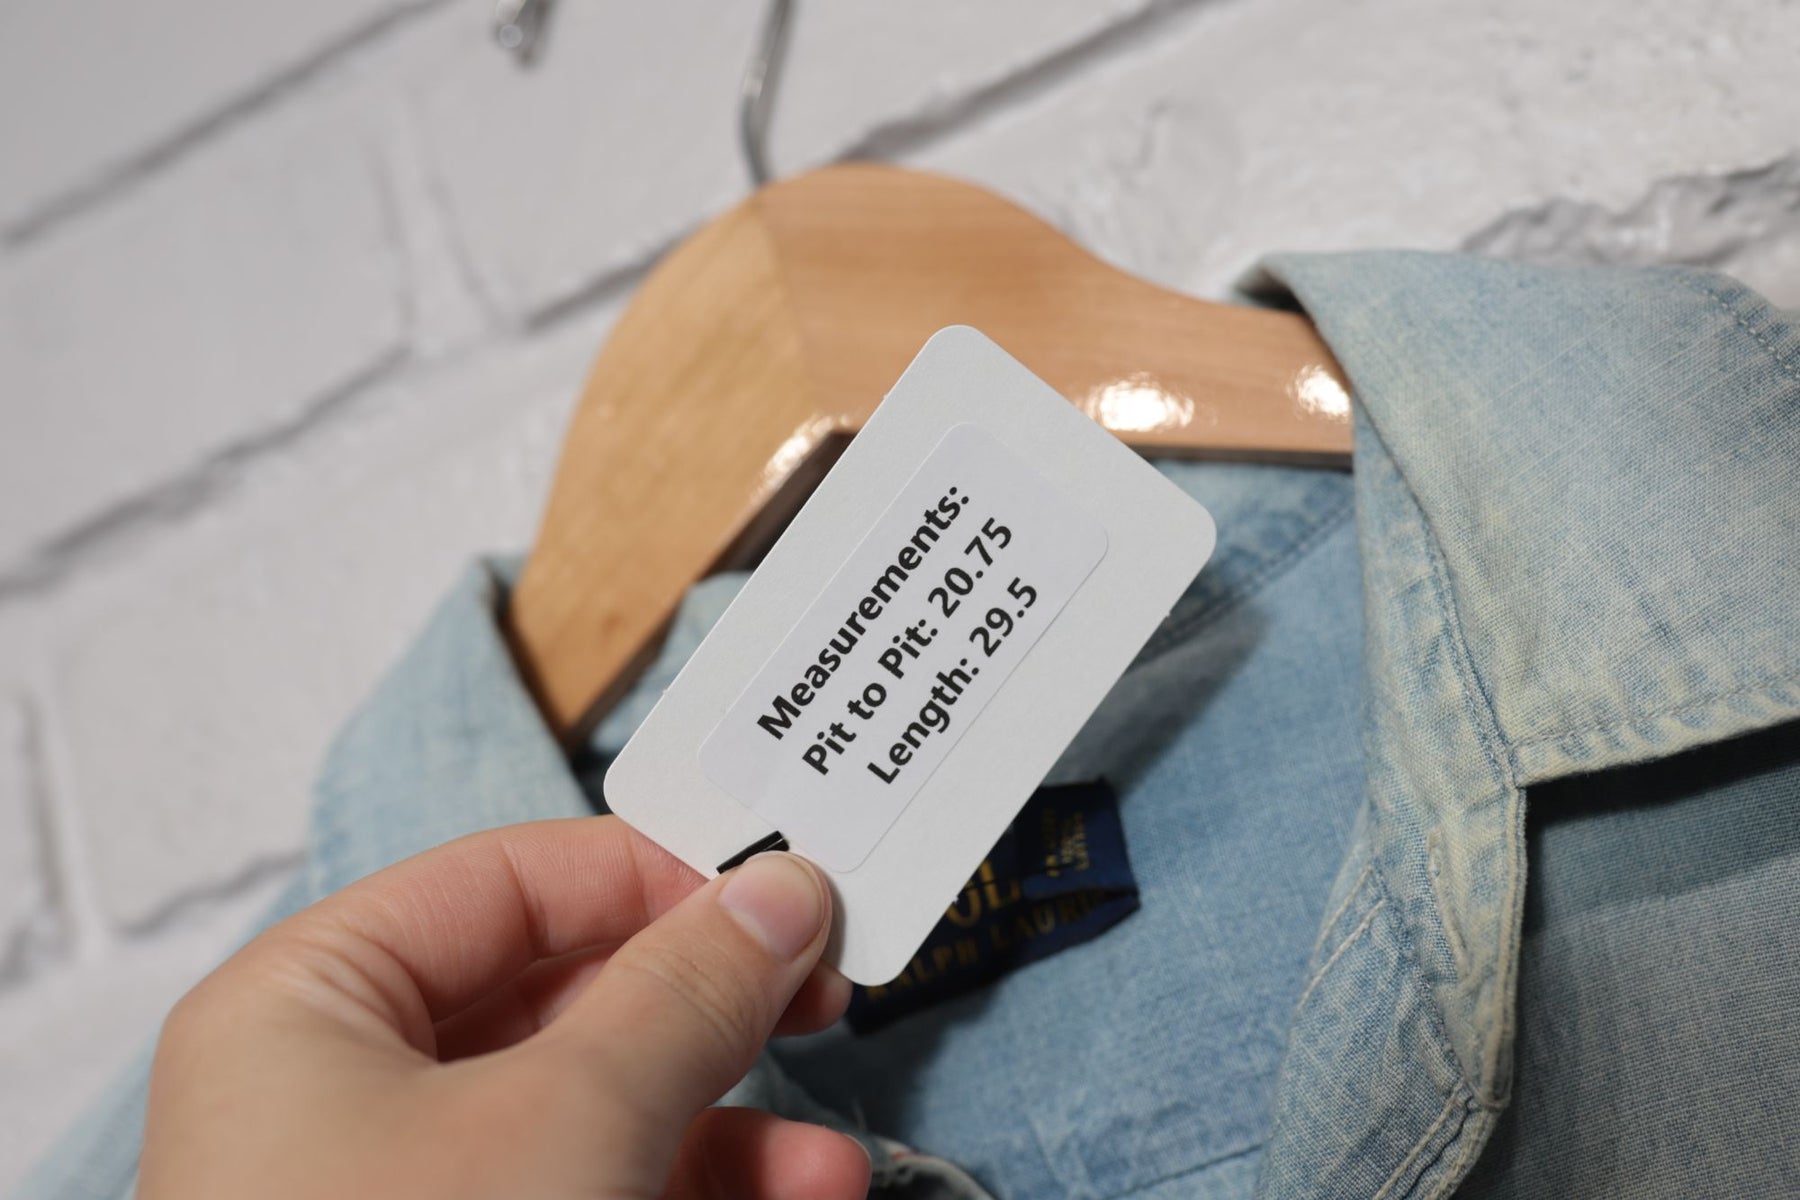 Measurements:
Pit to Pit: 20.75
Length: 29.5
RALPH LAUREN